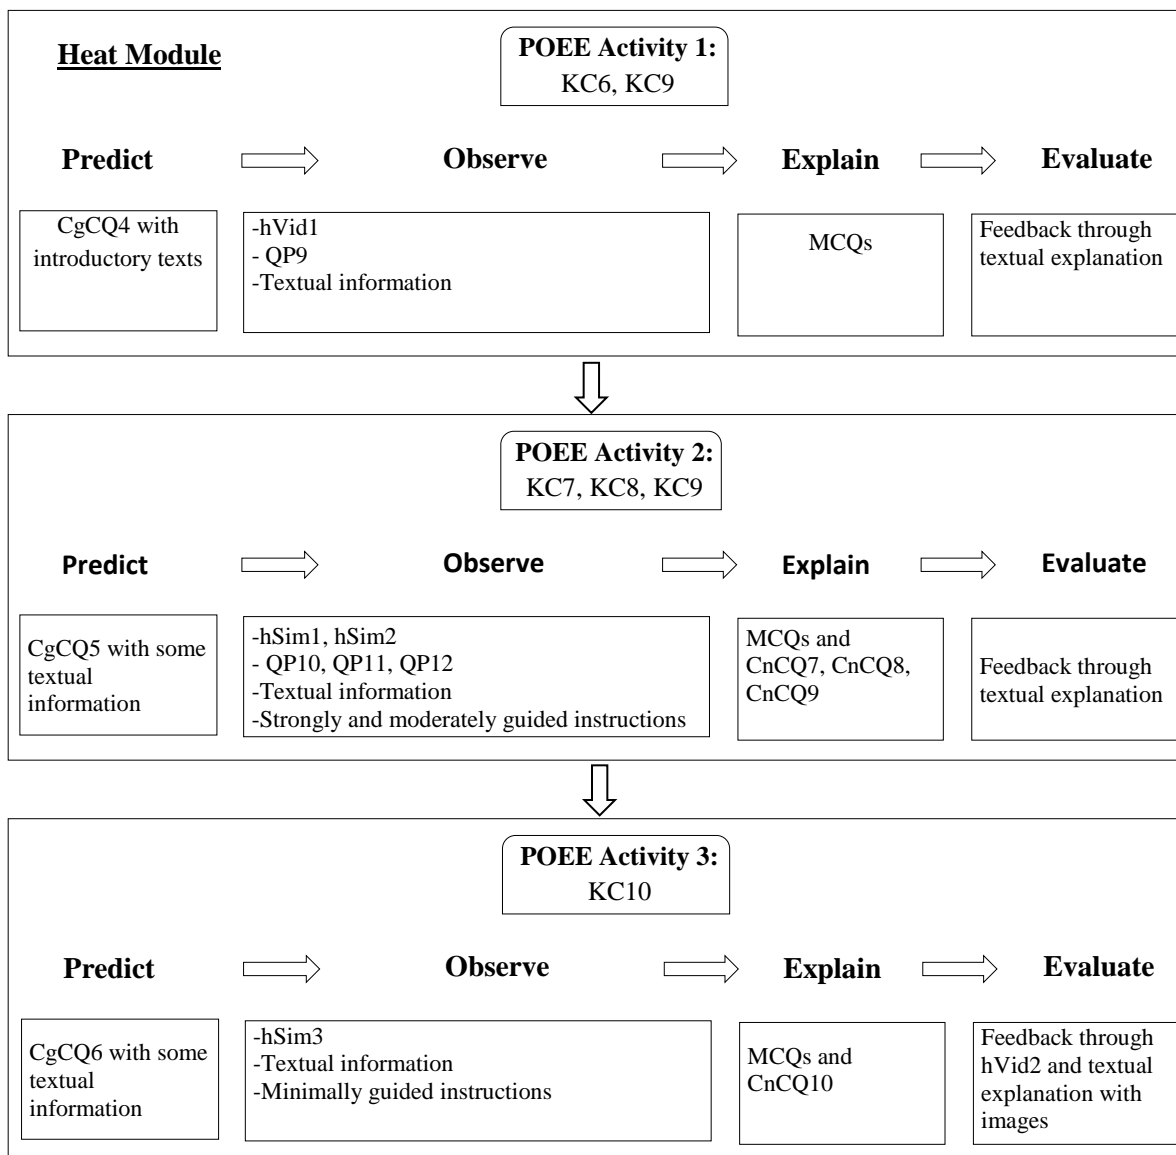 Heat Module
POEE Activity 1:
KC6, KC9
Predict
Observe
Explain
Evaluate
CgCQ4 with
introductory texts
-hVid1
- QP9
-Textual information
MCQs
Feedback through
textual explanation
POEE Activity 2:
KC7, KC8, KC9
Predict
Observe
Explain
Evaluate
CgCQ5 with some
textual
information
-hSim1, hSim2
- QP10, QP11, QP12
-Textual information
-Strongly and moderately guided instructions
MCQs and
CnCQ7, CnCQ8,
CnCQ9
Feedback through
textual explanation
POEE Activity 3:
KC10
Predict
Observe
Explain
Evaluate
CgCQ6 with some
textual
information
-hSim3
-Textual information
-Minimally guided instructions
MCQs and
CnCQ10
Feedback through
hVid2 and textual
explanation with
images